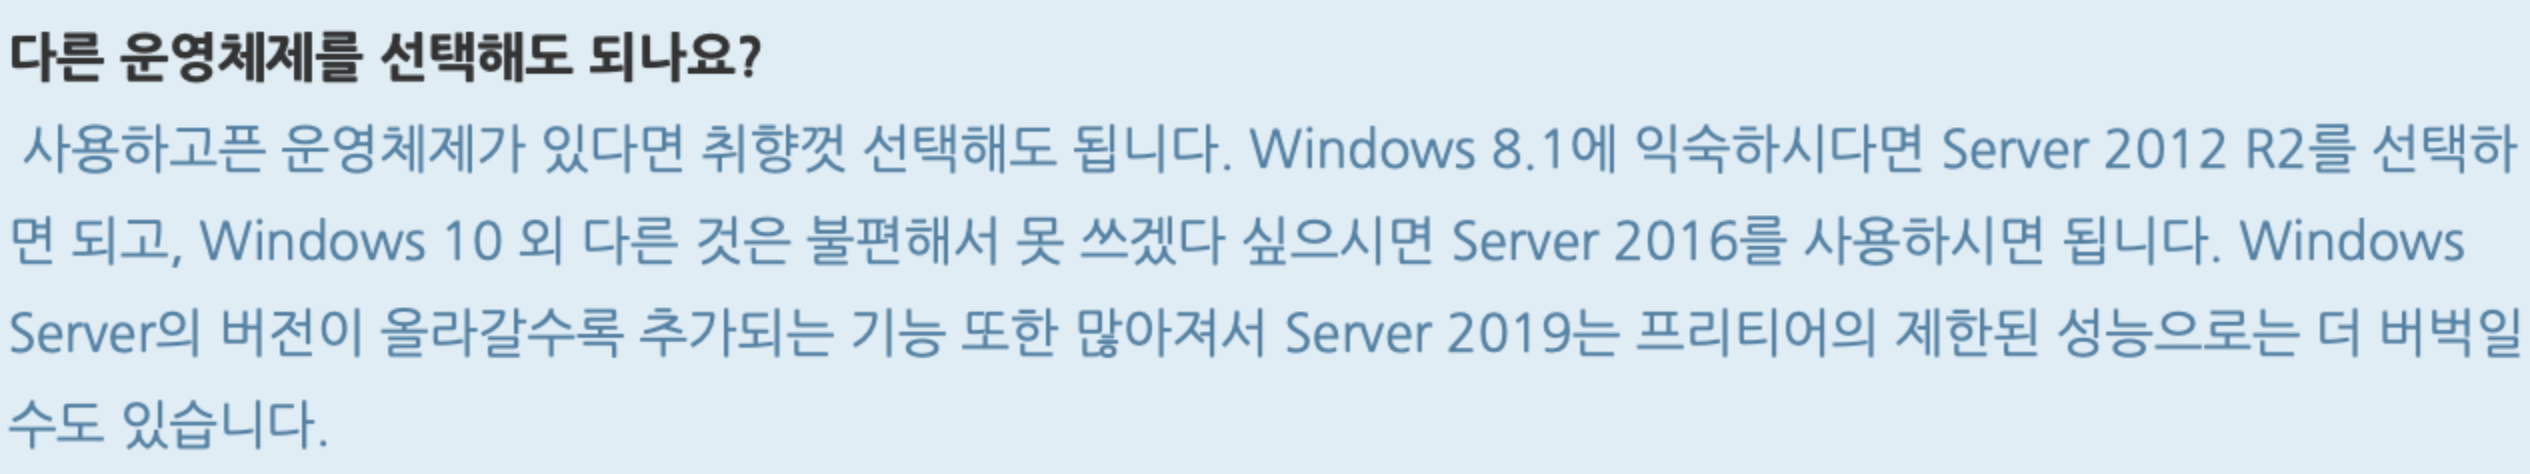 다른 운영체제를 선택해도 되나요?
사용하고픈 운영체제가 있다면 취향껏 선택해도 됩니다. Windows 8.1에 익숙하시다면 Server 2012 R2를 선택하
면 되고, Windows 10 외 다른 것은 불편해서 못 쓰겠다 싶으시면 Server 2016를 사용하시면 됩니다. Windows
Server의 버전이 올라갈수록 추가되는 기능 또한 많아져서 Server 2019는 프리티어의 제한된 성능으로는 더 버벅일
수도 있습니다.